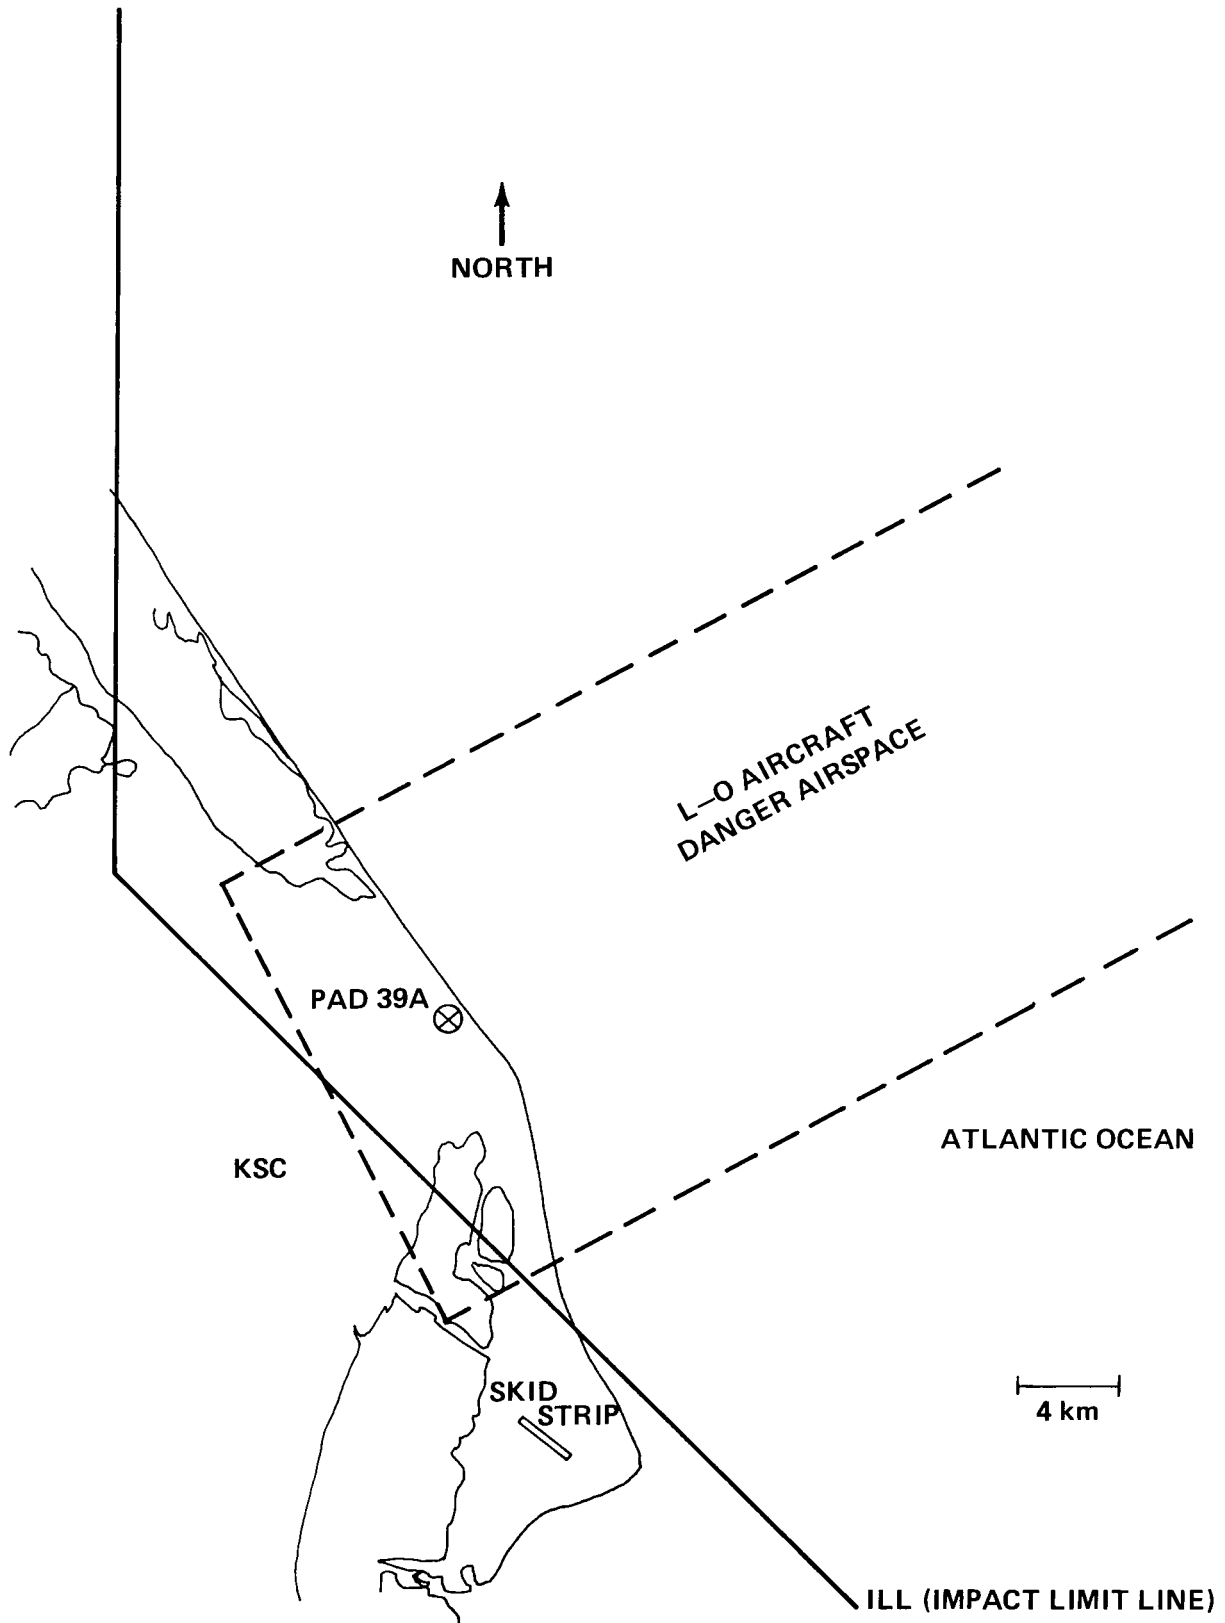 NORTH
L–O AIRCRAFT
DANGER AIRSPACE
PAD 39A
ATLANTIC OCEAN
KSC
SKID
STRIP
4 km
ILL (IMPACT LIMIT LINE)